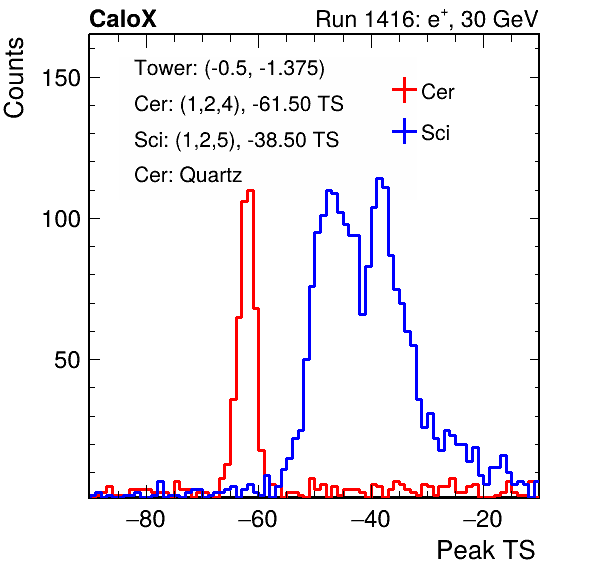 CaloX Run 1416: e⁺, 30 GeV
Counts
Tower: (-0.5, -1.375)
Cer: (1,2,4), -61.50 TS
Sci: (1,2,5), -38.50 TS
Cer: Quartz
Cer
Sci
150
100
50
−80 −60 −40 −20
Peak TS